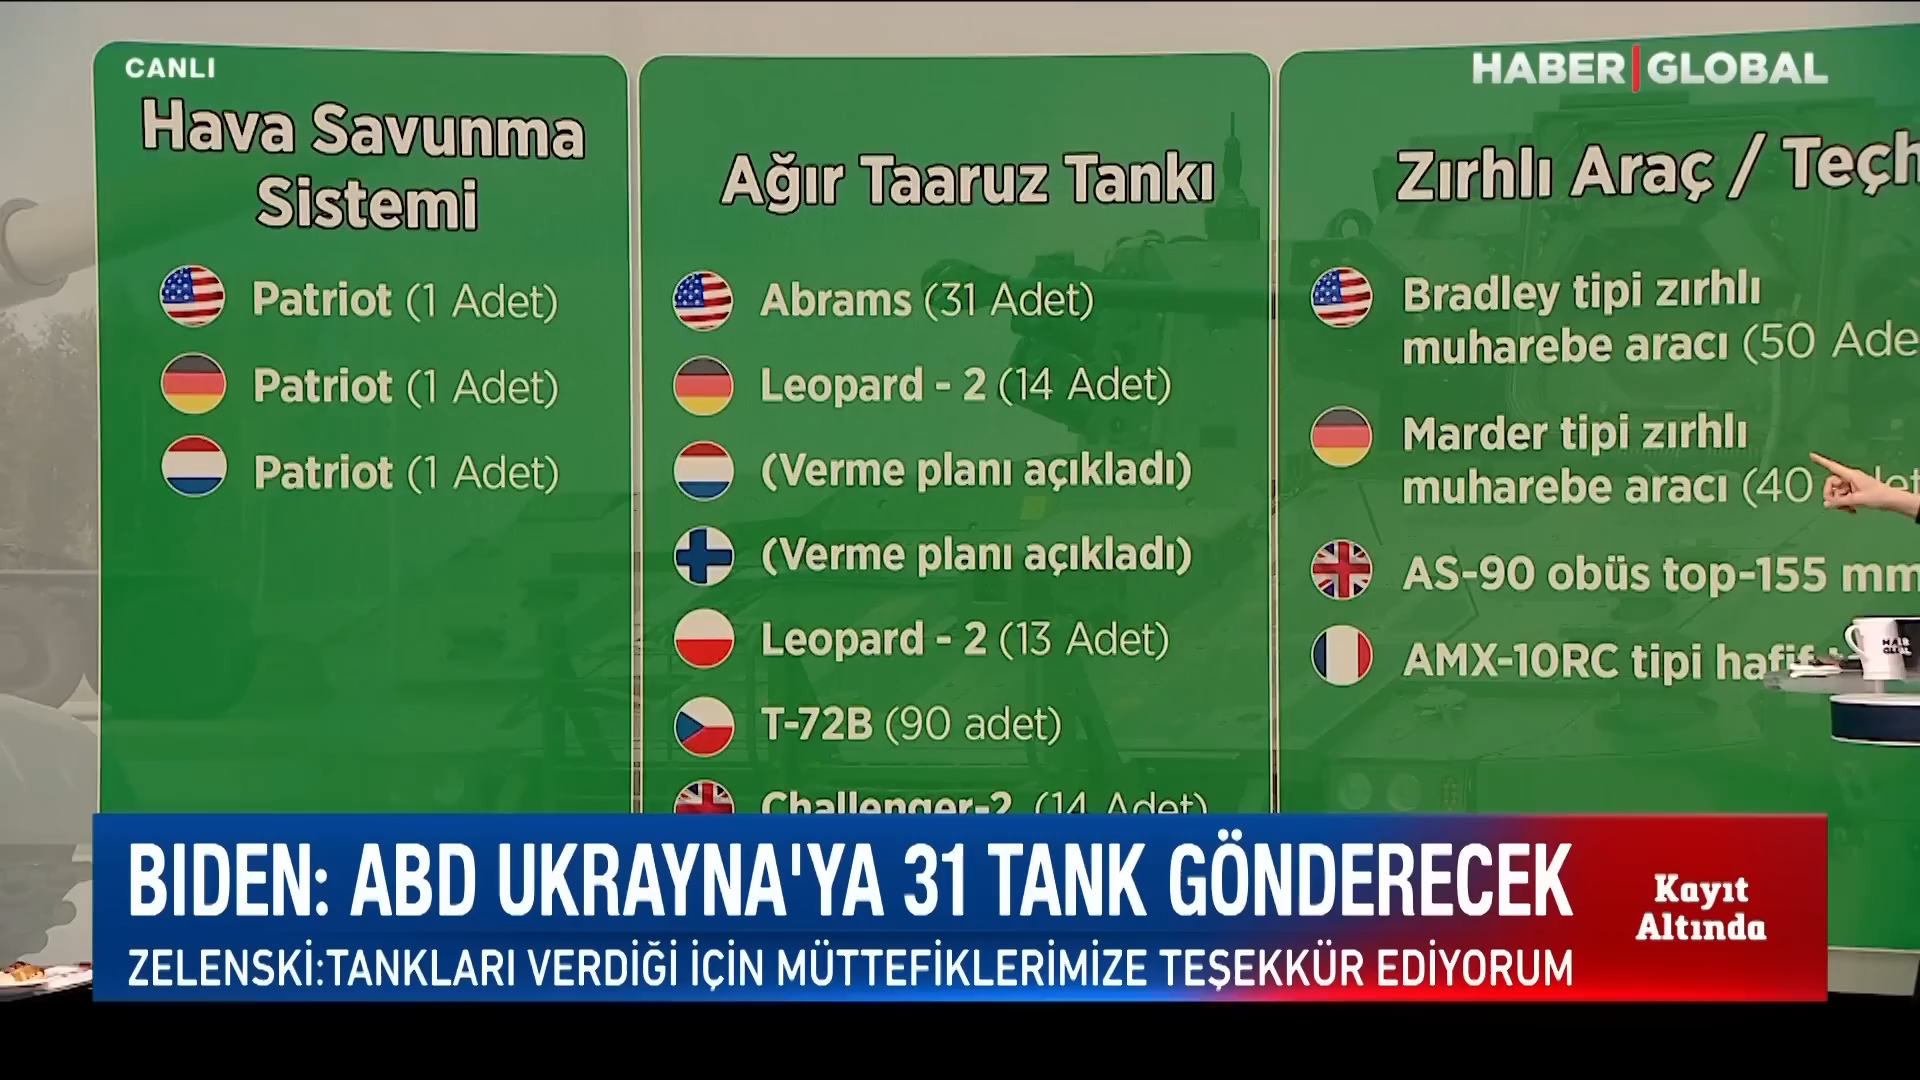 CANLI
HABER GLOBAL
Hava Savunma
Sistemi
Patriot (1 Adet)
Patriot (1 Adet)
Patriot (1 Adet)
Ağır Taaruz Tankı
Abrams (31 Adet)
Leopard - 2 (14 Adet)
(Verme planı açıkladı)
(Verme planı açıkladı)
Leopard - 2 (13 Adet)
T-72B (90 adet)
Challenger-2 (14 Adet)
Zırhlı Araç /
Bradley tipi zırhlı
muharebe aracı (50
Marder tipi zırhlı
muharebe aracı (40
AS-90 obüs top-155 mm
AMX-10RC tipi hafif
BIDEN: ABD UKRAYNA'YA 31 TANK GÖNDERECEK
ZELENSKİ:TANKLARI VERDİĞİ İÇİN MÜTTEFİKLERİMİZE TEŞEKKÜR EDİYORUM
Kayıt
Altında